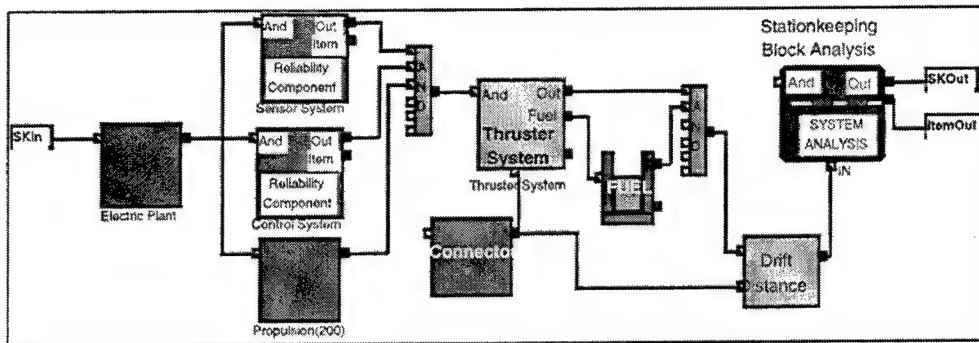 SKIn
Electric Plant
And Out
Item
Reliability
Component
Sensor System
And Out
Item
Reliability
Component
Control System
Propulsion(200)
A
N
D
And Out
Fuel
Thruster
System
Thruster System
Connecto
FUEL
A
N
D
Drift
Distance
Stationkeeping
Block Analysis
And Out
SYSTEM
ANALYSIS
IN
SKOut
ItemOut